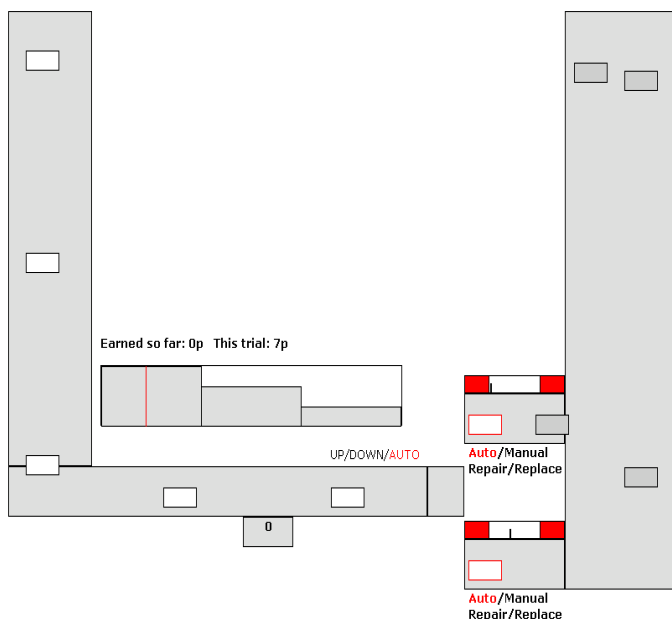 Earned so far: 0p This trial: 7p
UP/DOWN/AUTO
Auto/Manual
Repair/Replace
0
Auto/Manual
Repair/Replace